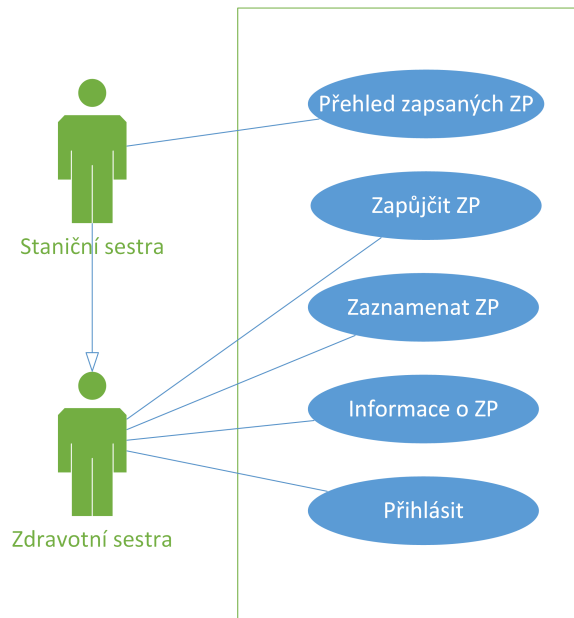 Přehled zapsaných ZP
Staniční sestra
Zapůjčit ZP
Zaznamenat ZP
Informace o ZP
Přihlásit
Zdravotní sestra